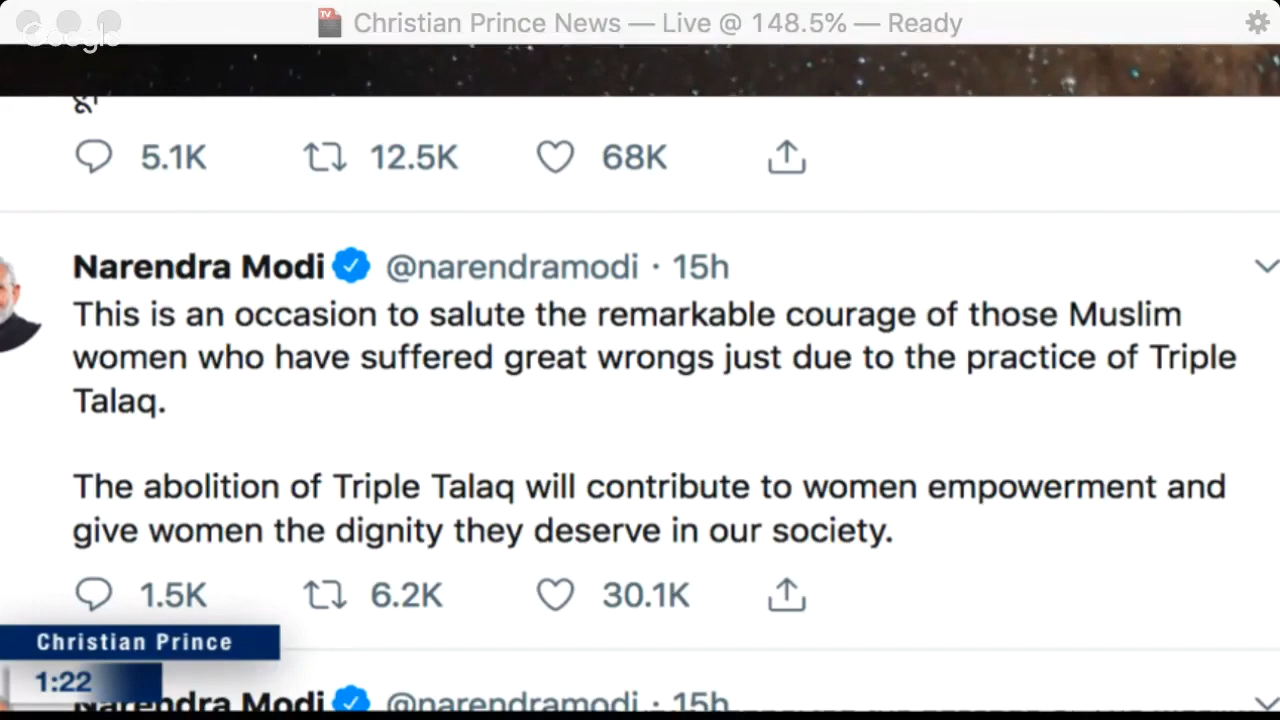 Christian Prince News — Live @ 148.5% — Ready
Google
5.1K 12.5K 68K
Narendra Modi @narendramodi · 15h
This is an occasion to salute the remarkable courage of those Muslim
women who have suffered great wrongs just due to the practice of Triple
Talaq.
The abolition of Triple Talaq will contribute to women empowerment and
give women the dignity they deserve in our society.
1.5K 6.2K 30.1K
Christian Prince
1:22
Narendra Modi @narendramodi · 15h